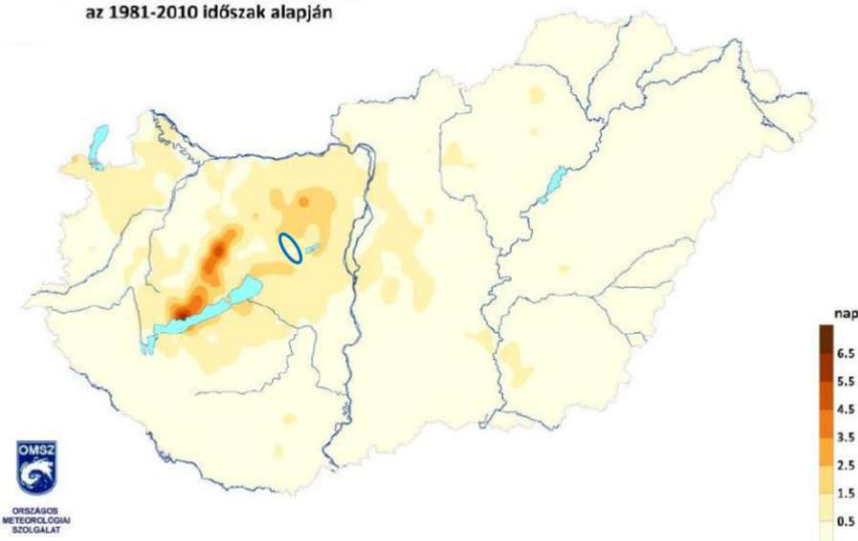 az 1981-2010 időszak alapján
nap
6.5
5.5
4.5
3.5
2.5
1.5
0.5
OMSZ
ORSZÁGOS
METEOROLÓGIAI
SZOLGÁLAT